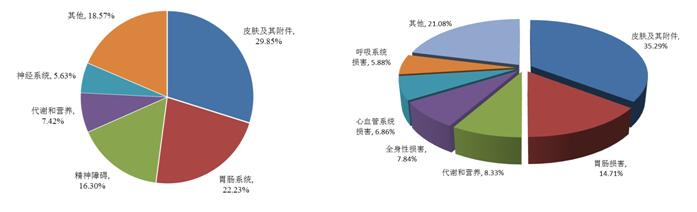 其他, 18.57%
皮肤及其附件,
29.85%
神经系统, 5.63%
代谢和营养,
7.42%
精神障碍,
16.30%
胃肠系统,
22.23%
其他, 21.08%
皮肤及其附件
35.29%
呼吸系统
损害, 5.88%
心血管系统
损害, 6.86%
全身性损害,
7.84%
代谢和营养, 8.33%
胃肠损害,
14.71%